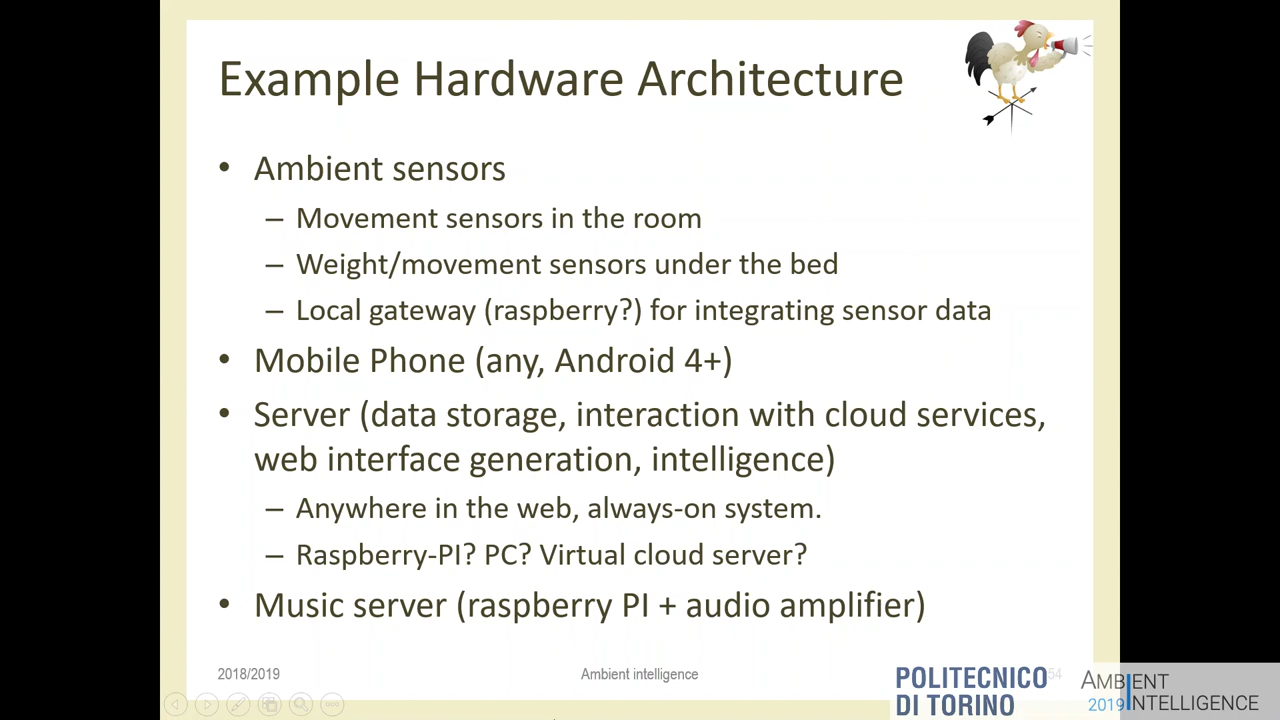 Example Hardware Architecture
• Ambient sensors
– Movement sensors in the room
– Weight/movement sensors under the bed
– Local gateway (raspberry?) for integrating sensor data
• Mobile Phone (any, Android 4+)
• Server (data storage, interaction with cloud services,
web interface generation, intelligence)
– Anywhere in the web, always-on system.
– Raspberry-PI? PC? Virtual cloud server?
• Music server (raspberry PI + audio amplifier)
2018/2019
Ambient intelligence
54
POLITECNICO
DI TORINO
AMBIENT
2019 INTELLIGENCE